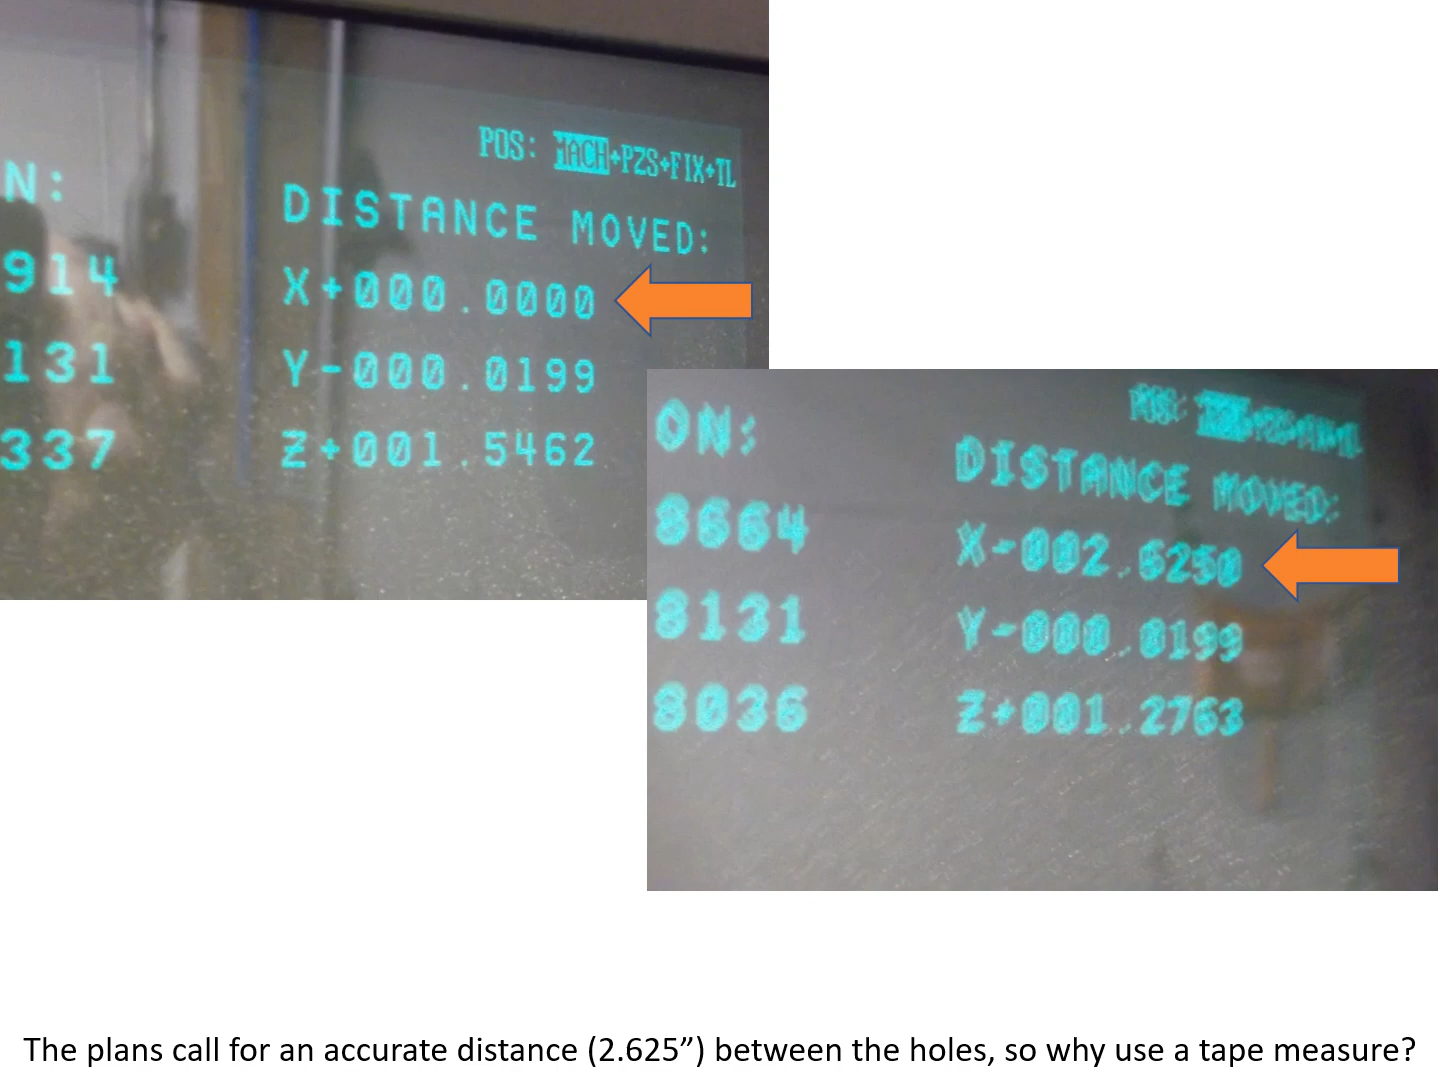 POS: MACH+PZS+FIX+TL
N: DISTANCE MOVED:
914 X+000.0000
131 Y-000.0199
337 Z+001.5462
POS:
ON: DISTANCE MOVED:
8664 X-002.6250
8131 Y-000.0199
8036 Z+001.2763
The plans call for an accurate distance (2.625”) between the holes, so why use a tape measure?